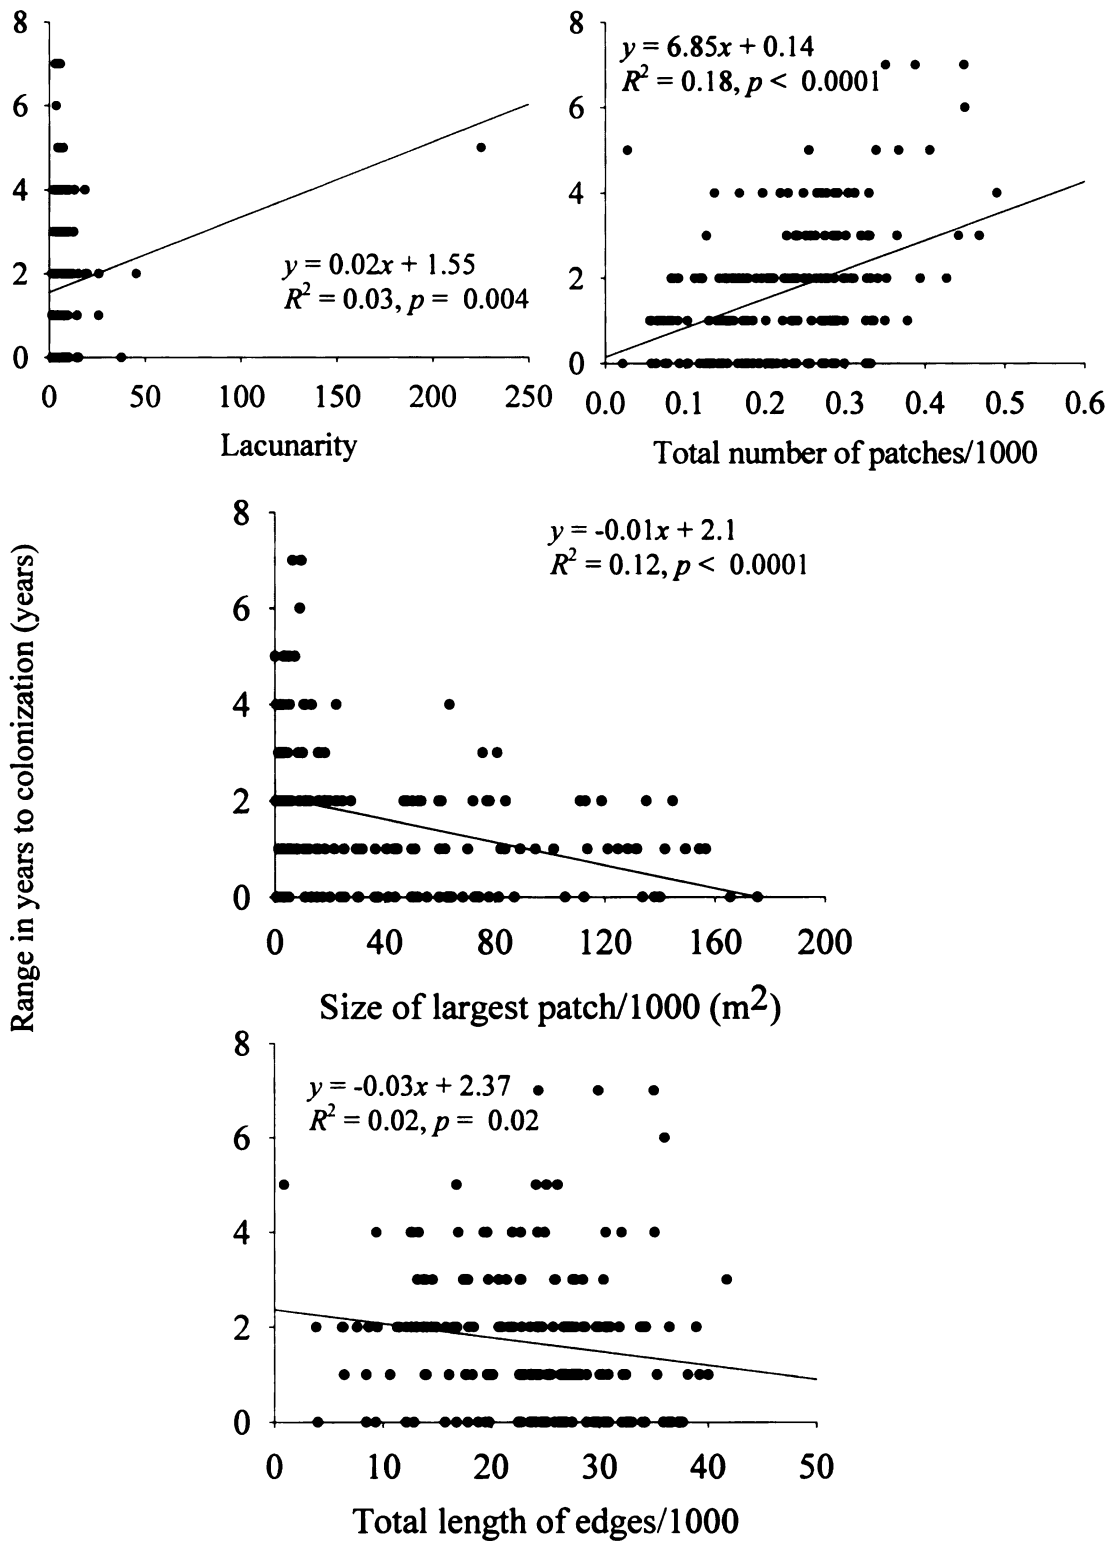 Range in years to colonization (years)
8
6
4
2
0
y = 0.02x + 1.55
R² = 0.03, p = 0.004
0 50 100 150 200 250
Lacunarity
8
6
4
2
0
y = 6.85x + 0.14
R² = 0.18, p < 0.0001
0.0 0.1 0.2 0.3 0.4 0.5 0.6
Total number of patches/1000
8
6
4
2
0
y = -0.01x + 2.1
R² = 0.12, p < 0.0001
0 40 80 120 160 200
Size of largest patch/1000 (m²)
8
6
4
2
0
y = -0.03x + 2.37
R² = 0.02, p = 0.02
0 10 20 30 40 50
Total length of edges/1000